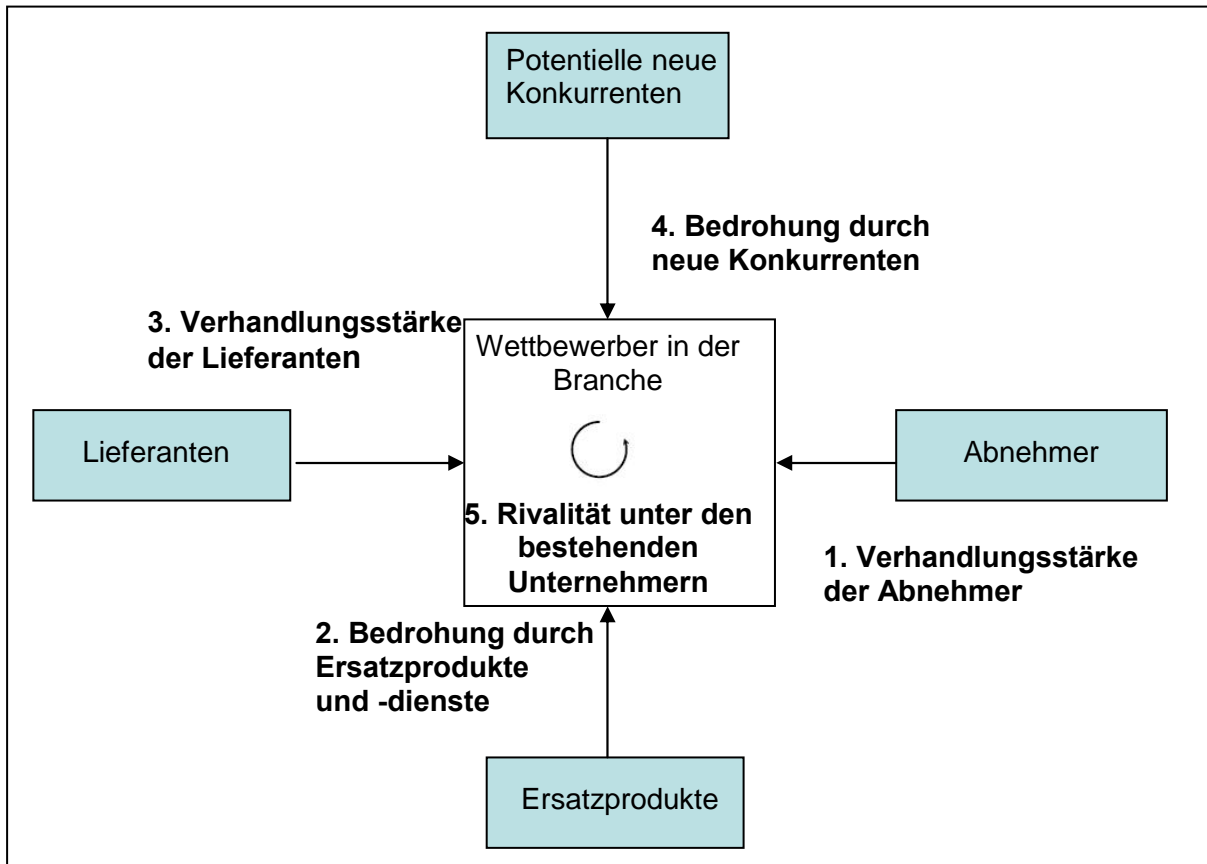 Potentielle neue
Konkurrenten
4. Bedrohung durch
neue Konkurrenten
3. Verhandlungsstärke
der Lieferanten
Wettbewerber in der
Branche
Lieferanten
Abnehmer
5. Rivalität unter den
bestehenden
Unternehmern
1. Verhandlungsstärke
der Abnehmer
2. Bedrohung durch
Ersatzprodukte
und -dienste
Ersatzprodukte